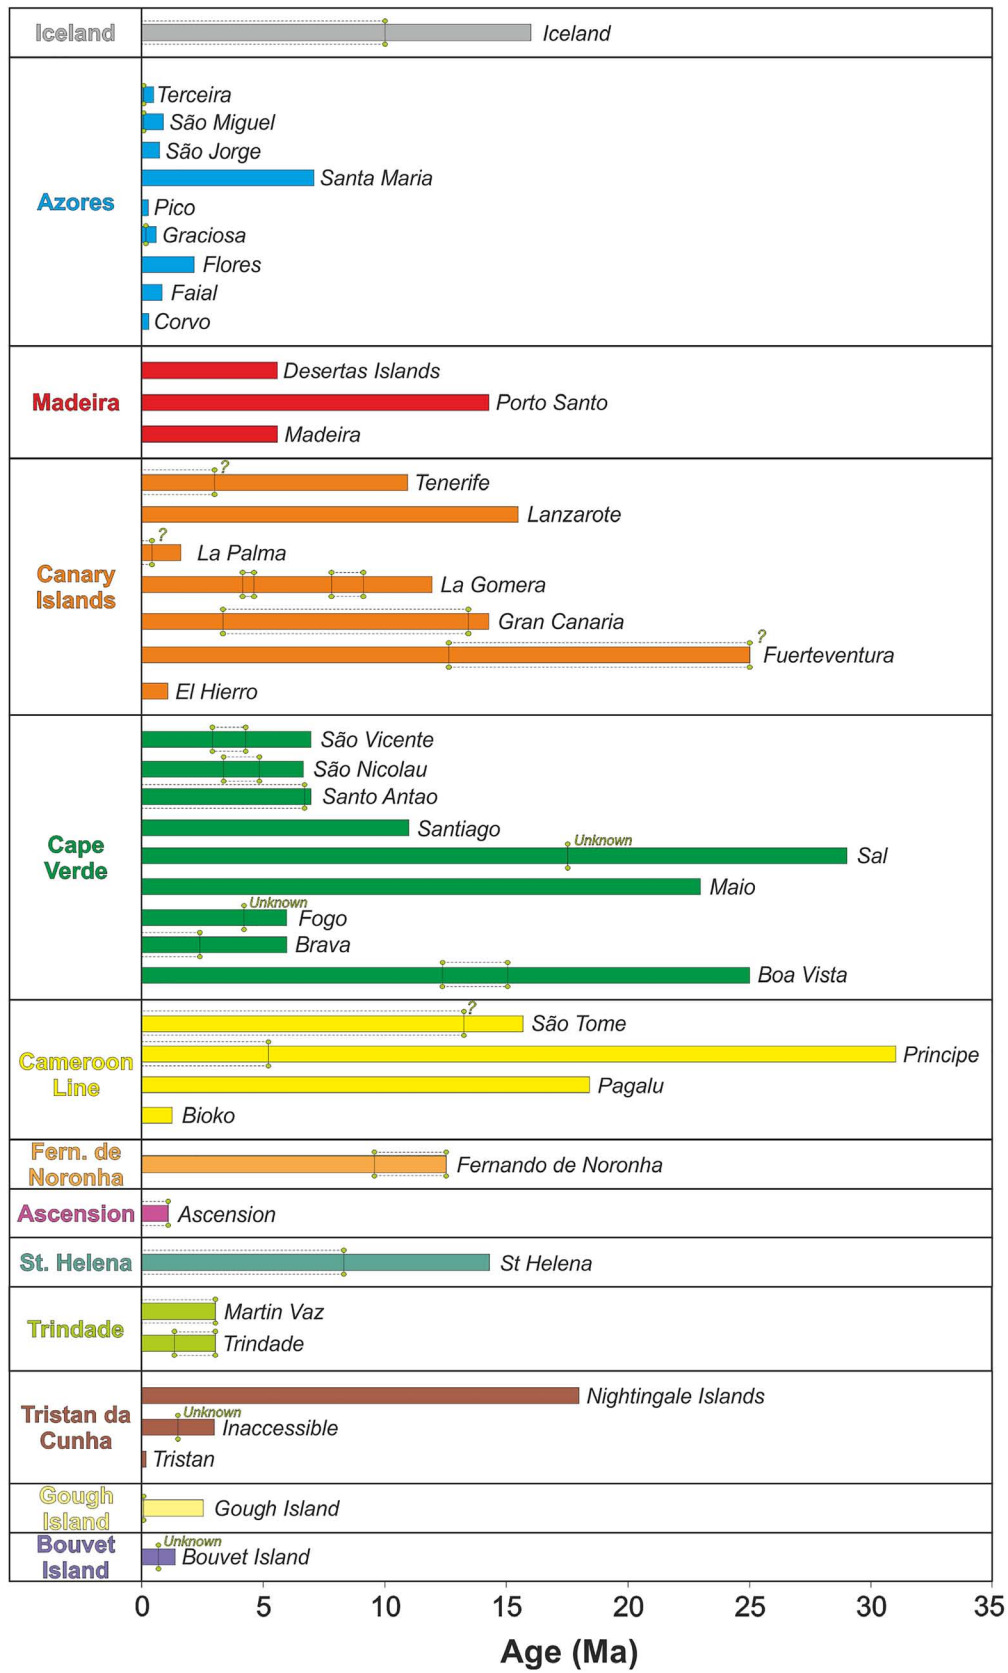 Iceland
Iceland
Azores
Terceira
São Miguel
São Jorge
Santa Maria
Pico
Graciosa
Flores
Faial
Corvo
Madeira
Desertas Islands
Porto Santo
Madeira
Canary
Islands
?
Tenerife
Lanzarote
?
La Palma
La Gomera
Gran Canaria
?
Fuerteventura
El Hierro
Cape
Verde
São Vicente
São Nicolau
Santo Antao
Santiago
Unknown
Sal
Maio
Unknown
Fogo
Brava
Boa Vista
Cameroon
Line
?
São Tome
Principe
Pagalu
Bioko
Fern. de
Noronha
Fernando de Noronha
Ascension
Ascension
St. Helena
St Helena
Trindade
Martin Vaz
Trindade
Tristan da
Cunha
Nightingale Islands
Unknown
Inaccessible
Tristan
Gough
Island
Gough Island
Bouvet
Island
Unknown
Bouvet Island
0 5 10 15 20 25 30 35
Age (Ma)